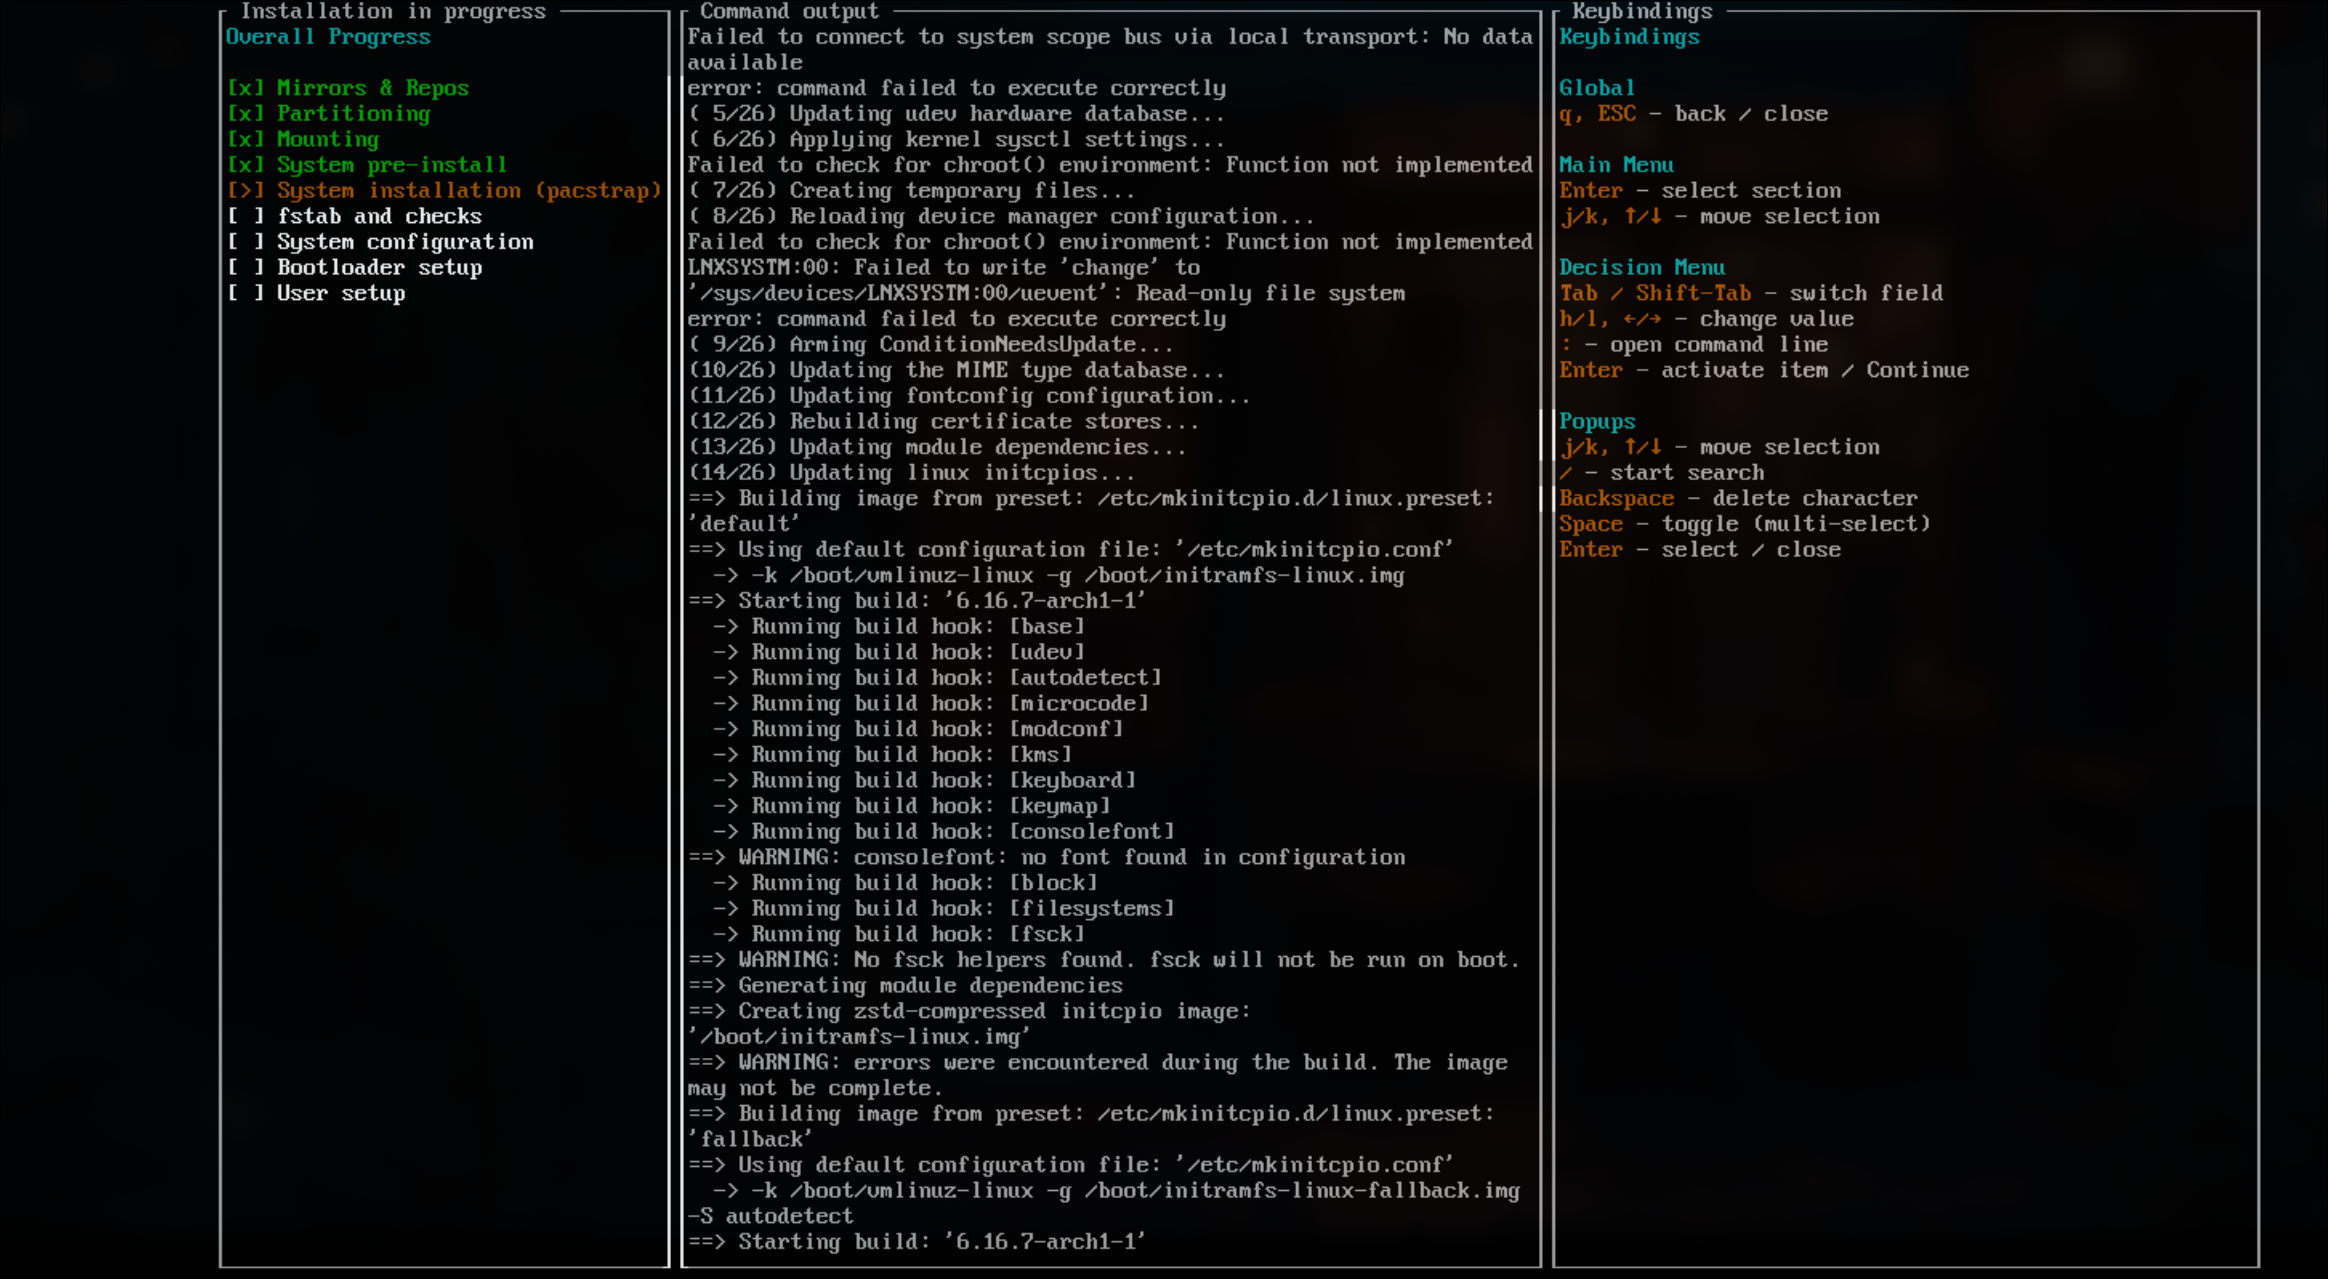 Installation in progress
Overall Progress
[x] Mirrors & Repos
[x] Partitioning
[x] Mounting
[x] System pre-install
[>] System installation (pacstrap)
[ ] fstab and checks
[ ] System configuration
[ ] Bootloader setup
[ ] User setup
Command output
Failed to connect to system scope bus via local transport: No data
available
error: command failed to execute correctly
( 5/26) Updating udev hardware database...
( 6/26) Applying kernel sysctl settings...
Failed to check for chroot() environment: Function not implemented
( 7/26) Creating temporary files...
( 8/26) Reloading device manager configuration...
Failed to check for chroot() environment: Function not implemented
LNXSYSTM:00: Failed to write 'change' to
'/sys/devices/LNXSYSTM:00/uevent': Read-only file system
error: command failed to execute correctly
( 9/26) Arming ConditionNeedsUpdate...
(10/26) Updating the MIME type database...
(11/26) Updating fontconfig configuration...
(12/26) Rebuilding certificate stores...
(13/26) Updating module dependencies...
(14/26) Updating linux initcpios...
==> Building image from preset: /etc/mkinitcpio.d/linux.preset:
'default'
==> Using default configuration file: '/etc/mkinitcpio.conf'
-> -k /boot/vmlinuz-linux -g /boot/initramfs-linux.img
==> Starting build: '6.16.7-arch1-1'
-> Running build hook: [base]
-> Running build hook: [udev]
-> Running build hook: [autodetect]
-> Running build hook: [microcode]
-> Running build hook: [modconf]
-> Running build hook: [kms]
-> Running build hook: [keyboard]
-> Running build hook: [keymap]
-> Running build hook: [consolefont]
==> WARNING: consolefont: no font found in configuration
-> Running build hook: [block]
-> Running build hook: [filesystems]
-> Running build hook: [fsck]
==> WARNING: No fsck helpers found. fsck will not be run on boot.
==> Generating module dependencies
==> Creating zstd-compressed initcpio image:
'/boot/initramfs-linux.img'
==> WARNING: errors were encountered during the build. The image
may not be complete.
==> Building image from preset: /etc/mkinitcpio.d/linux.preset:
'fallback'
==> Using default configuration file: '/etc/mkinitcpio.conf'
-> -k /boot/vmlinuz-linux -g /boot/initramfs-linux-fallback.img
-S autodetect
==> Starting build: '6.16.7-arch1-1'
Keybindings
Keybindings
Global
q, ESC - back / close
Main Menu
Enter - select section
j/k, ↑/↓ - move selection
Decision Menu
Tab / Shift-Tab - switch field
h/l, ←/→ - change value
: - open command line
Enter - activate item / Continue
Popups
j/k, ↑/↓ - move selection
/ - start search
Backspace - delete character
Space - toggle (multi-select)
Enter - select / close